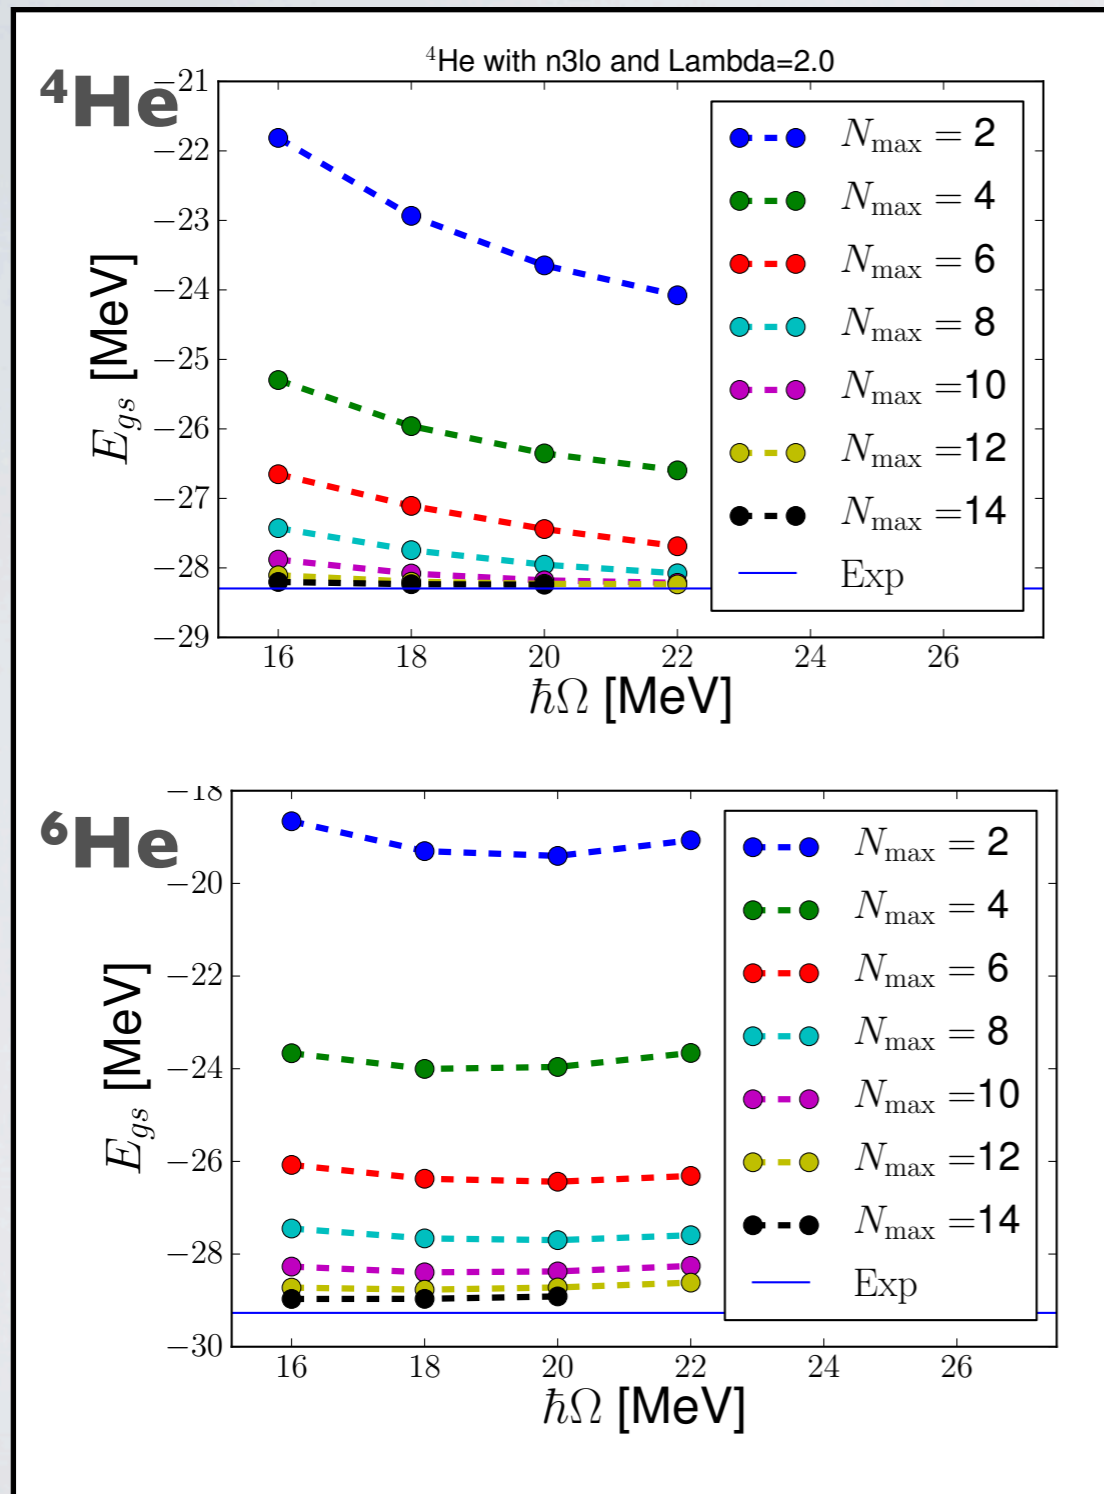 ⁴He with n3lo and Lambda=2.0
⁴He
−21
−22
−23
−24
−25
−26
−27
−28
−29
E_gs [MeV]
16 18 20 22 24 26
ħΩ [MeV]
N_max = 2
N_max = 4
N_max = 6
N_max = 8
N_max =10
N_max =12
N_max =14
Exp
⁶He
−18
−20
−22
−24
−26
−28
−30
E_gs [MeV]
16 18 20 22 24 26
ħΩ [MeV]
N_max = 2
N_max = 4
N_max = 6
N_max = 8
N_max =10
N_max =12
N_max =14
Exp